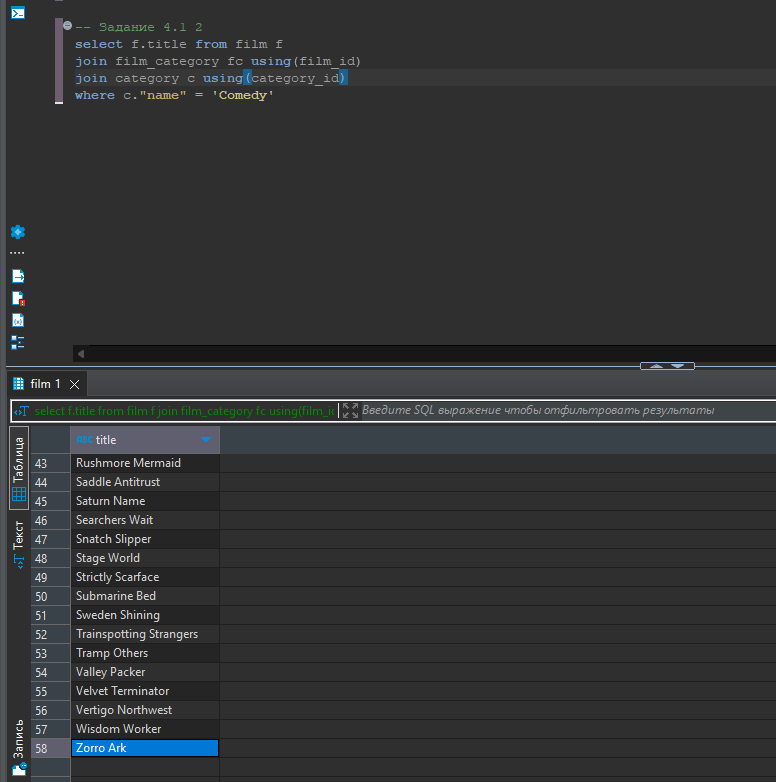 -- Задание 4.1 2
select f.title from film f
join film_category fc using(film_id)
join category c using(category_id)
where c."name" = 'Comedy'
film 1
select f.title from film f join film_category fc using(film_i
Введите SQL выражение чтобы отфильтровать результаты
Таблица
Текст
Запись
ABC title
43 Rushmore Mermaid
44 Saddle Antitrust
45 Saturn Name
46 Searchers Wait
47 Snatch Slipper
48 Stage World
49 Strictly Scarface
50 Submarine Bed
51 Sweden Shining
52 Trainspotting Strangers
53 Tramp Others
54 Valley Packer
55 Velvet Terminator
56 Vertigo Northwest
57 Wisdom Worker
58 Zorro Ark